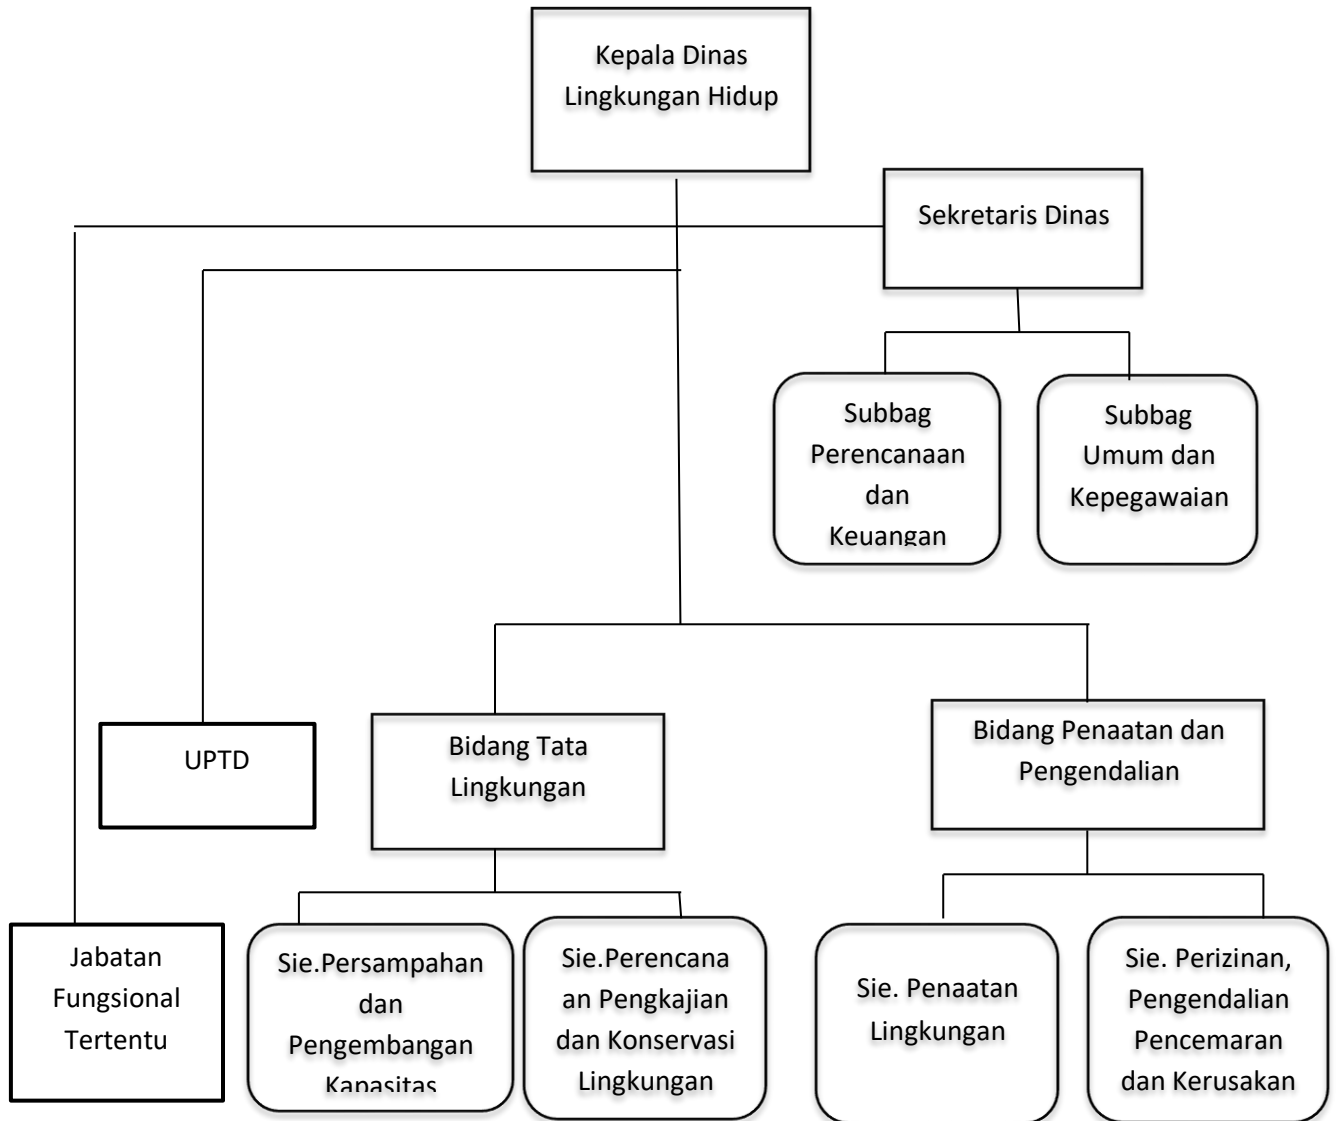 Kepala Dinas
Lingkungan Hidup
Sekretaris Dinas
Subbag
Perencanaan
dan
Keuangan
Subbag
Umum dan
Kepegawaian
UPTD
Bidang Tata
Lingkungan
Bidang Penaatan dan
Pengendalian
Jabatan
Fungsional
Tertentu
Sie.Persampahan
dan
Pengembangan
Kapasitas
Sie.Perencana
an Pengkajian
dan Konservasi
Lingkungan
Sie. Penaatan
Lingkungan
Sie. Perizinan,
Pengendalian
Pencemaran
dan Kerusakan